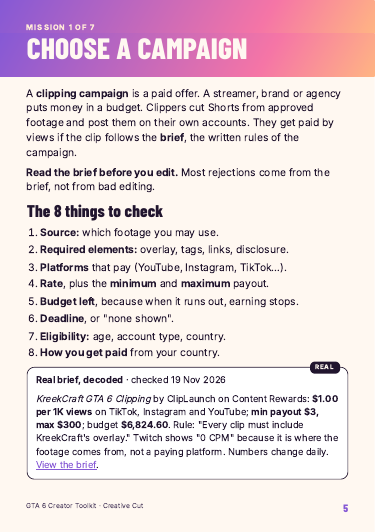 MISSION 1 OF 7
CHOOSE A CAMPAIGN
A clipping campaign is a paid offer. A streamer, brand or agency
puts money in a budget. Clippers cut Shorts from approved
footage and post them on their own accounts. They get paid by
views if the clip follows the brief, the written rules of the
campaign.
Read the brief before you edit. Most rejections come from the
brief, not from bad editing.
The 8 things to check
1. Source: which footage you may use.
2. Required elements: overlay, tags, links, disclosure.
3. Platforms that pay (YouTube, Instagram, TikTok...).
4. Rate, plus the minimum and maximum payout.
5. Budget left, because when it runs out, earning stops.
6. Deadline, or "none shown".
7. Eligibility: age, account type, country.
8. How you get paid from your country.
REAL
Real brief, decoded · checked 19 Nov 2026
KreekCraft GTA 6 Clipping by ClipLaunch on Content Rewards: $1.00
per 1K views on TikTok, Instagram and YouTube; min payout $3,
max $300; budget $6,824.60. Rule: "Every clip must include
KreekCraft's overlay." Twitch shows "0 CPM" because it is where the
footage comes from, not a paying platform. Numbers change daily.
View the brief.
GTA 6 Creator Toolkit · Creative Cut
5